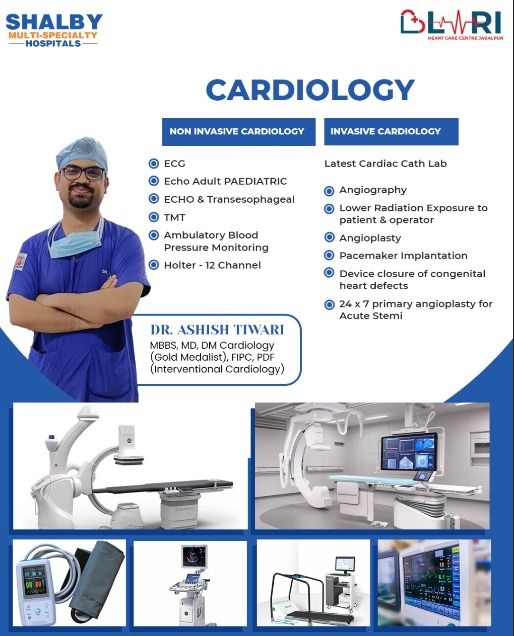 SHALBY
MULTI-SPECIALTY
HOSPITALS
HEART CARE CENTRE JABALPUR
CARDIOLOGY
NON INVASIVE CARDIOLOGY
ECG
Echo Adult PAEDIATRIC
ECHO & Transesophageal
TMT
Ambulatory Blood
Pressure Monitoring
Holter - 12 Channel
INVASIVE CARDIOLOGY
Latest Cardiac Cath Lab
Angiography
Lower Radiation Exposure to
patient & operator
Angioplasty
Pacemaker Implantation
Device closure of congenital
heart defects
24 x 7 primary angioplasty for
Acute Stemi
DR. ASHISH TIWARI
MBBS, MD, DM Cardiology
(Gold Medalist), FIPC, PDF
(Interventional Cardiology)